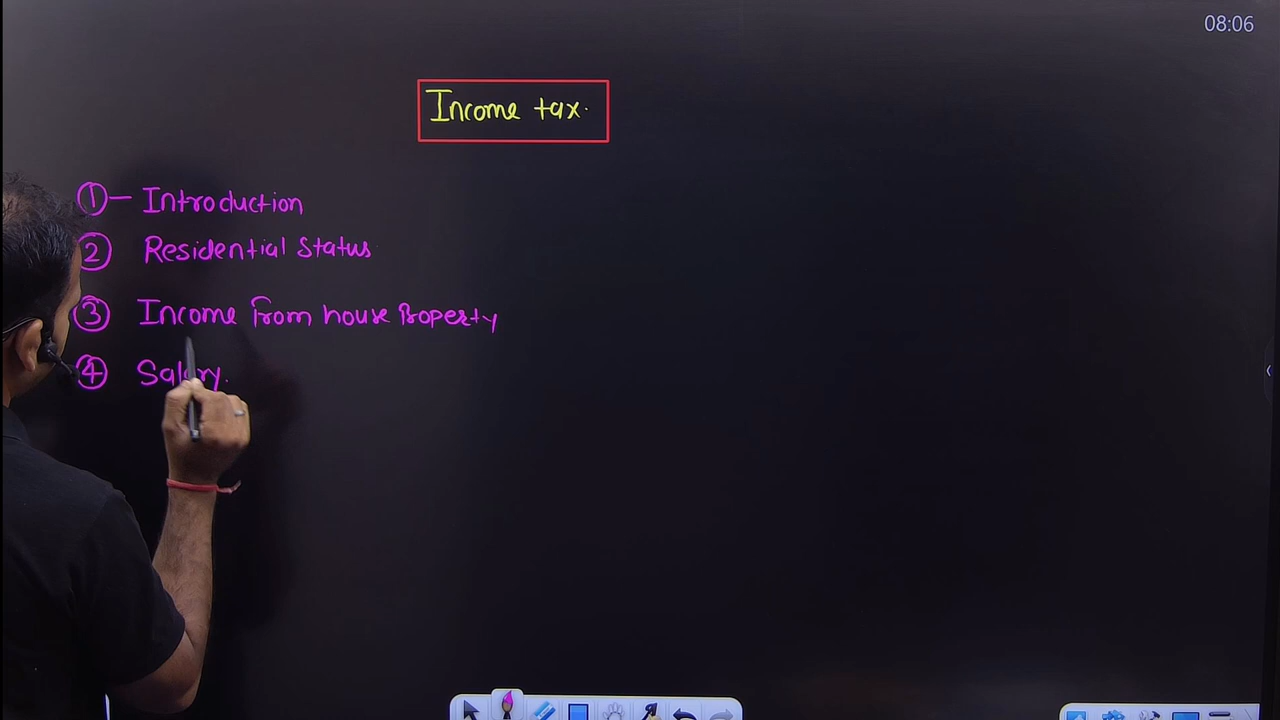 08:06
Income tax.
① – Introduction
② Residential Status
③ Income from house Property
④ Salary.